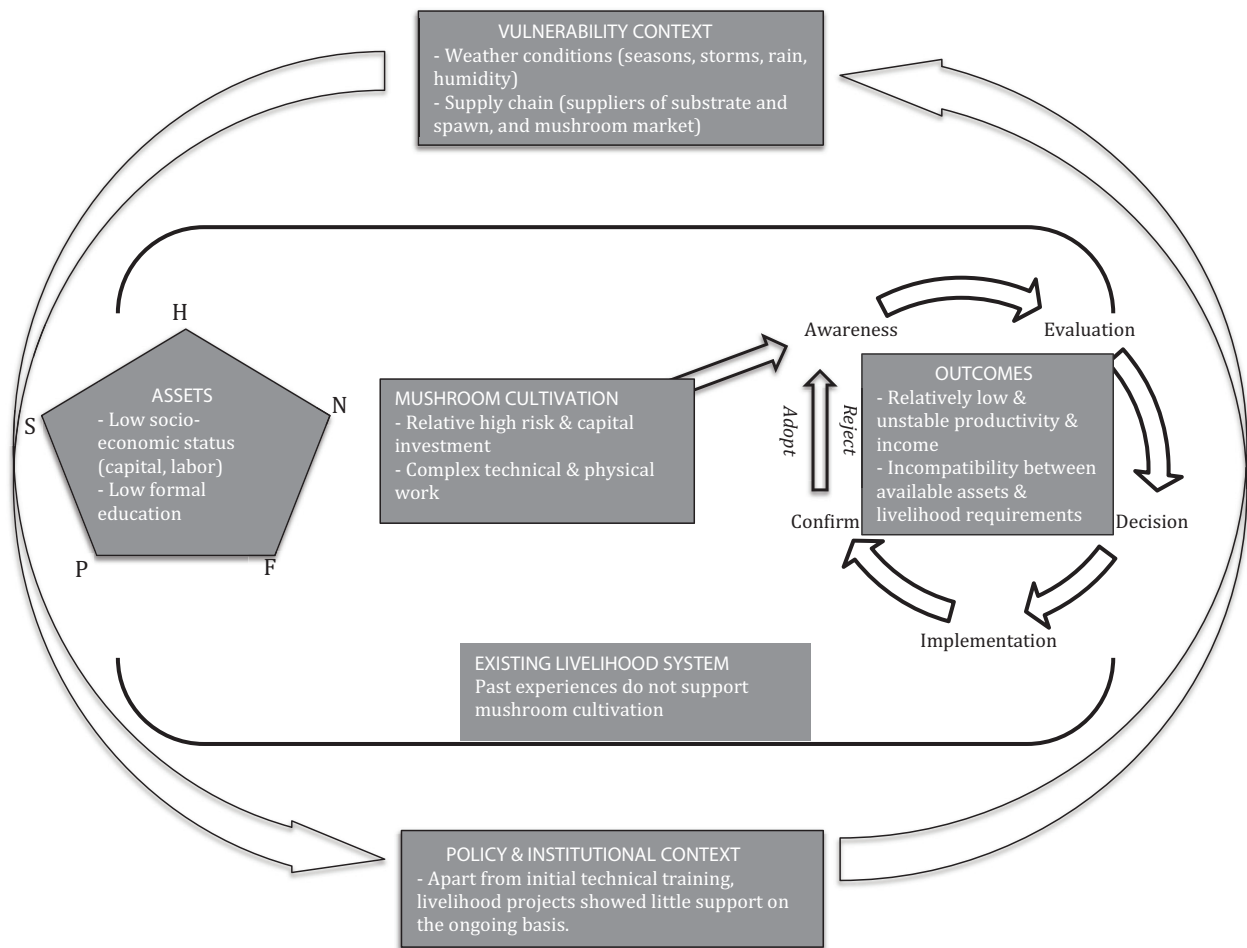 VULNERABILITY CONTEXT
- Weather conditions (seasons, storms, rain,
humidity)
- Supply chain (suppliers of substrate and
spawn, and mushroom market)
H
S
N
P
F
ASSETS
- Low socio-
economic status
(capital, labor)
- Low formal
education
MUSHROOM CULTIVATION
- Relative high risk & capital
investment
- Complex technical & physical
work
Awareness
Evaluation
Adopt
Reject
OUTCOMES
- Relatively low &
unstable productivity &
income
- Incompatibility between
available assets &
livelihood requirements
Confirm
Decision
Implementation
EXISTING LIVELIHOOD SYSTEM
Past experiences do not support
mushroom cultivation
POLICY & INSTITUTIONAL CONTEXT
- Apart from initial technical training,
livelihood projects showed little support on
the ongoing basis.